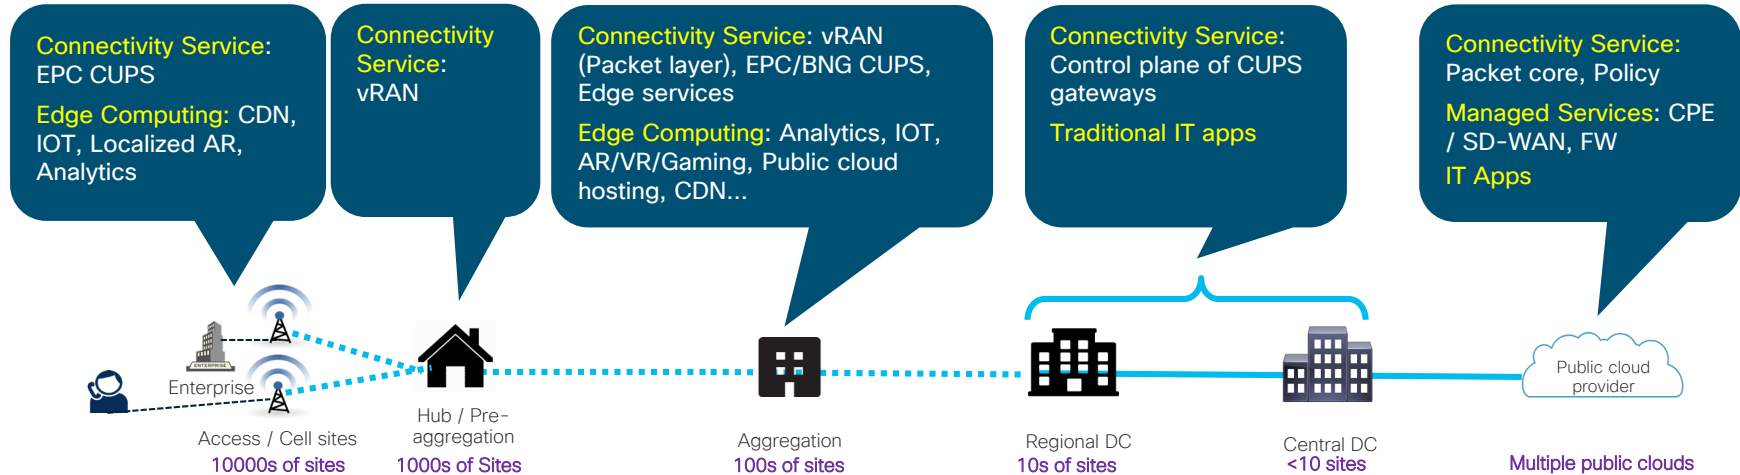 Connectivity Service:
EPC CUPS
Edge Computing: CDN,
IOT, Localized AR,
Analytics
Connectivity
Service:
vRAN
Connectivity Service: vRAN
(Packet layer), EPC/BNG CUPS,
Edge services
Edge Computing: Analytics, IOT,
AR/VR/Gaming, Public cloud
hosting, CDN...
Connectivity Service:
Control plane of CUPS
gateways
Traditional IT apps
Connectivity Service:
Packet core, Policy
Managed Services: CPE
/ SD-WAN, FW
IT Apps
ENTERPRISE
Enterprise
Access / Cell sites
10000s of sites
Hub / Pre-
aggregation
1000s of Sites
Aggregation
100s of sites
Regional DC
10s of sites
Central DC
<10 sites
Public cloud
provider
Multiple public clouds